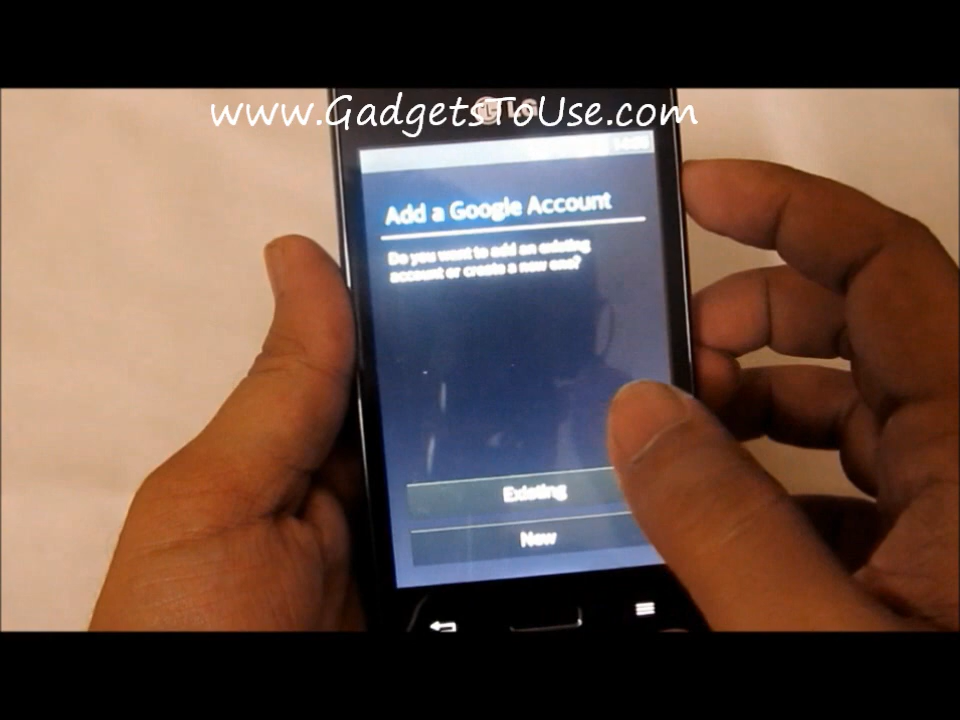 www.GadgetsToUse.com
LG
Add a Google Account
Do you want to add an existing
account or create a new one?
Existing
New